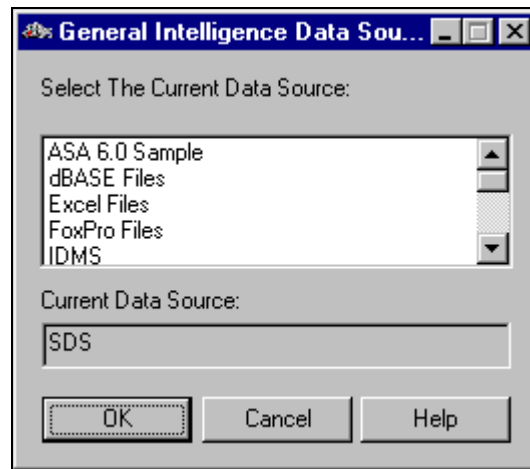 General Intelligence Data Sou...
Select The Current Data Source:
ASA 6.0 Sample
dBASE Files
Excel Files
FoxPro Files
IDMS
Current Data Source:
SDS
OK Cancel Help